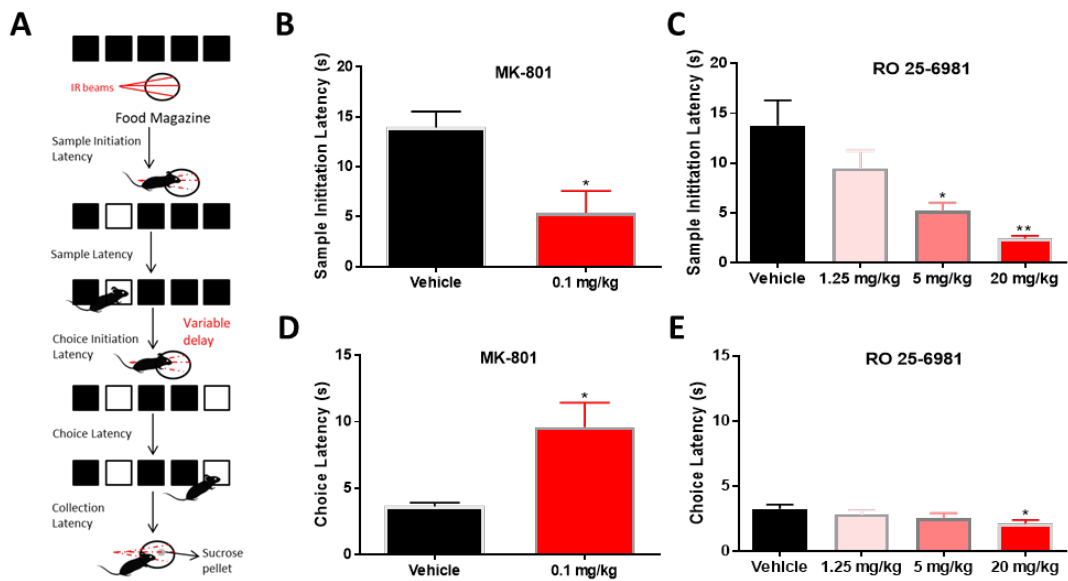 A
IR beams
Food Magazine
Sample Initiation
Latency
Sample Latency
Choice Initiation
Latency
Variable
delay
Choice Latency
Collection
Latency
Sucrose
pellet
B
MK-801
Sample Inititation Latency (s)
20
15
10
5
0
Vehicle
*
0.1 mg/kg
C
RO 25-6981
Sample Inititation Latency (s)
20
15
10
5
0
*
**
Vehicle
1.25 mg/kg
5 mg/kg
20 mg/kg
D
MK-801
Choice Latency (s)
15
10
5
0
*
Vehicle
0.1 mg/kg
E
RO 25-6981
Choice Latency (s)
15
10
5
0
*
Vehicle
1.25 mg/kg
5 mg/kg
20 mg/kg